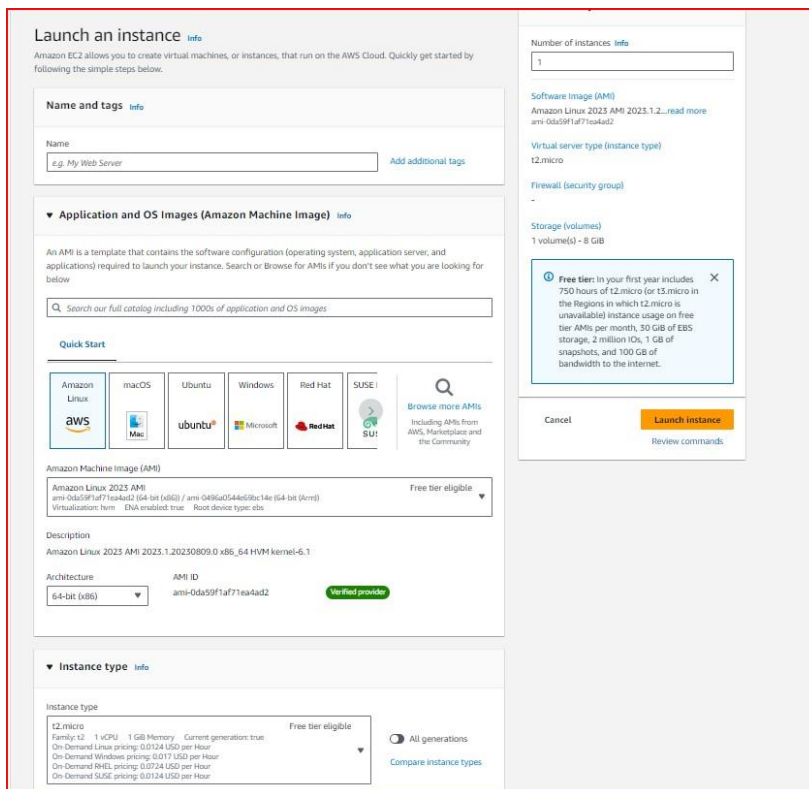 Launch an instance Info
Amazon EC2 allows you to create virtual machines, or instances, that run on the AWS Cloud. Quickly get started by
following the simple steps below.
Name and tags Info
Name
e.g. My Web Server
Add additional tags
Application and OS Images (Amazon Machine Image) Info
An AMI is a template that contains the software configuration (operating system, application server, and
applications) required to launch your instance. Search or Browse for AMIs if you don't see what you are looking for
below
Search our full catalog including 1000s of application and OS images
Quick Start
Amazon
Linux
aws
macOS
Mac
Ubuntu
ubuntu
Windows
Microsoft
Red Hat
Red Hat
SUSE
SUS
Browse more AMIs
Including AMIs from
AWS, Marketplace and
the Community
Amazon Machine Image (AMI)
Amazon Linux 2023 AMI
Free tier eligible
ami-0da59f1af71ea4ad2 (64-bit (x86)) / ami-0496a0544e69bc14e (64-bit (Arm))
Virtualization: hvm ENA enabled: true Root device type: ebs
Description
Amazon Linux 2023 AMI 2023.1.20230809.0 x86_64 HVM kernel-6.1
Architecture
64-bit (x86)
AMI ID
ami-0da59f1af71ea4ad2
Verified provider
Instance type Info
Instance type
t2.micro
Free tier eligible
Family: t2 1 vCPU 1 GiB Memory Current generation: true
On-Demand Linux pricing: 0.0124 USD per Hour
On-Demand Windows pricing: 0.017 USD per Hour
On-Demand RHEL pricing: 0.0724 USD per Hour
On-Demand SUSE pricing: 0.0124 USD per Hour
All generations
Compare instance types
Number of instances Info
1
Software Image (AMI)
Amazon Linux 2023 AMI 2023.1.2...read more
ami-0da59f1af71ea4ad2
Virtual server type (instance type)
t2.micro
Firewall (security group)
-
Storage (volumes)
1 volume(s) - 8 GiB
Free tier: In your first year includes
750 hours of t2.micro (or t3.micro in
the Regions in which t2.micro is
unavailable) instance usage on free
tier AMIs per month, 30 GiB of EBS
storage, 2 million IOs, 1 GB of
snapshots, and 100 GB of
bandwidth to the internet.
Cancel
Launch instance
Review commands